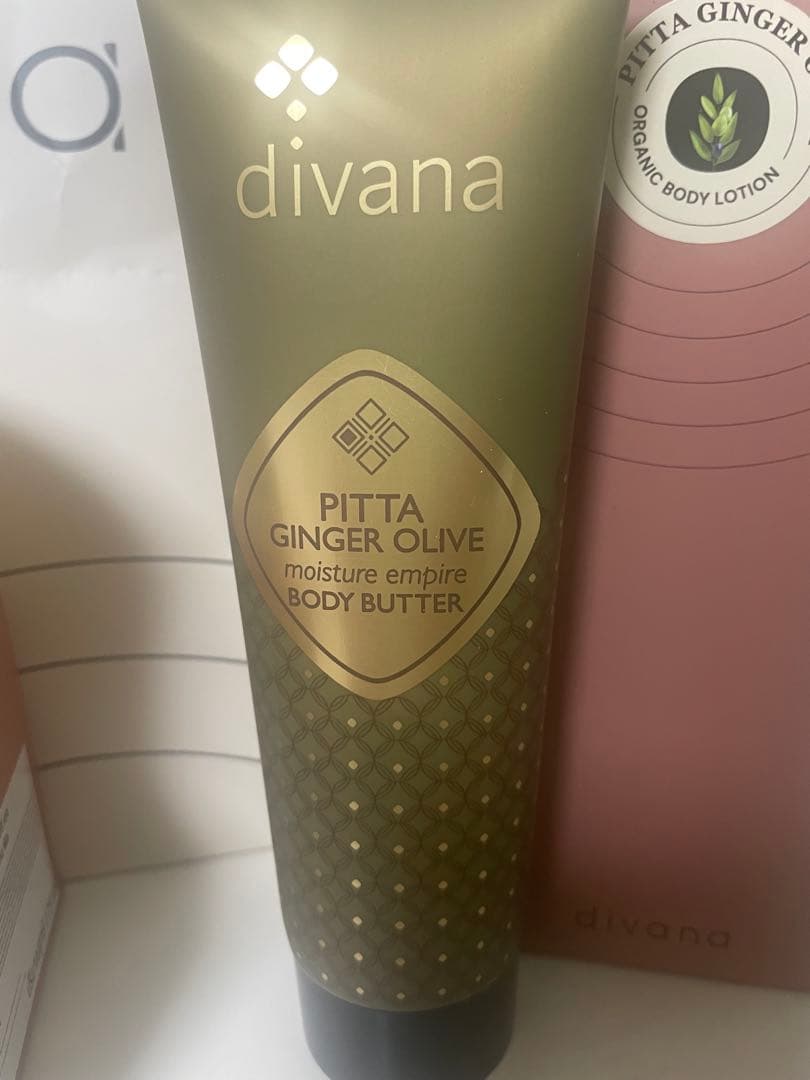 divana
PITTA
GINGER OLIVE
moisture empire
BODY BUTTER
PITTA GINGER
ORGANIC BODY LOTION
divana